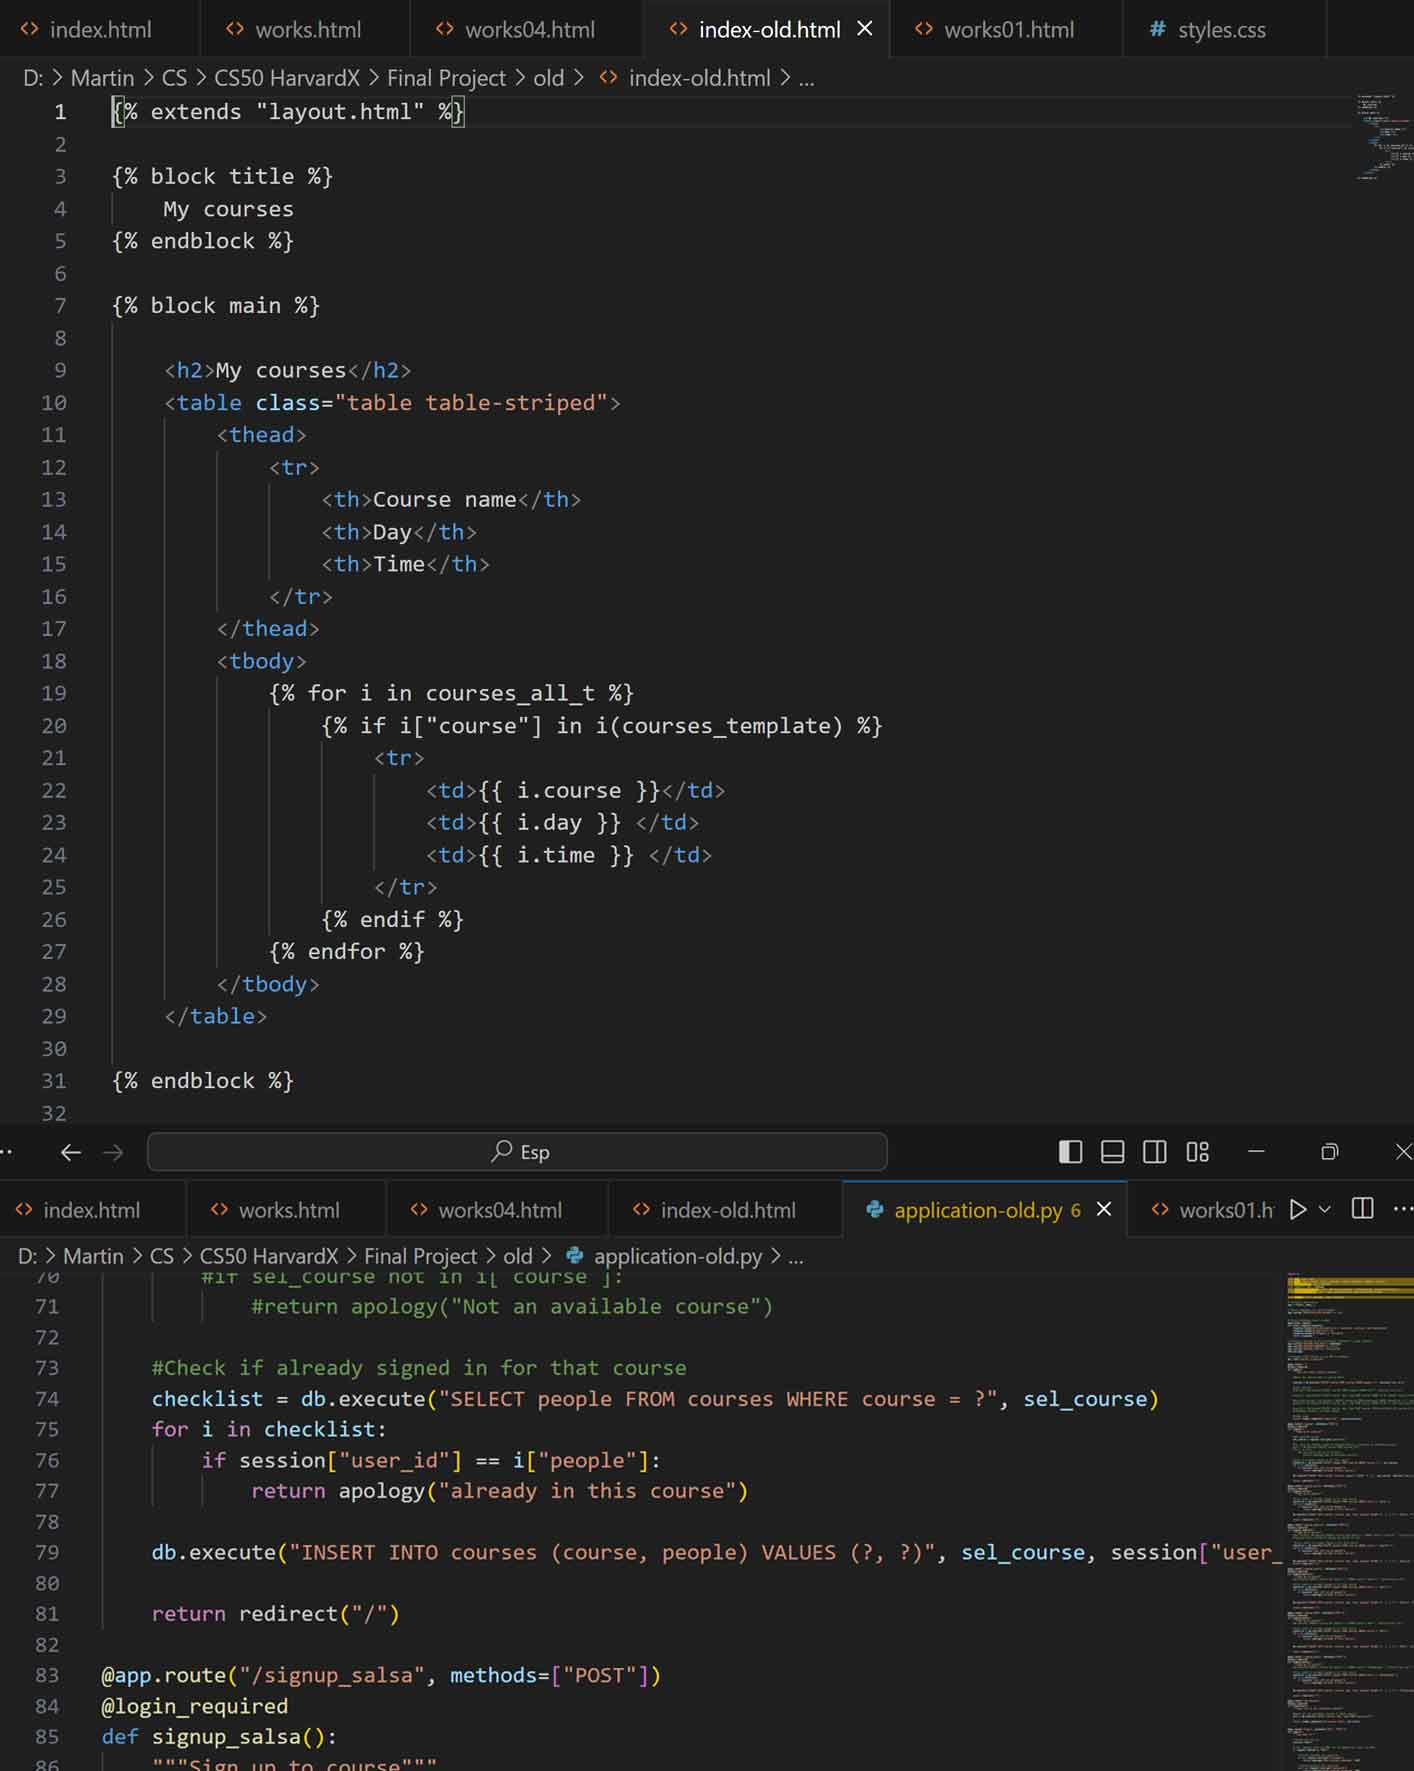 index.html works.html works04.html index-old.html works01.html # styles.css
D: > Martin > CS > CS50 HarvardX > Final Project > old > index-old.html > ...
1 {% extends "layout.html" %}
2
3 {% block title %}
4 My courses
5 {% endblock %}
6
7 {% block main %}
8
9 <h2>My courses</h2>
10 <table class="table table-striped">
11 <thead>
12 <tr>
13 <th>Course name</th>
14 <th>Day</th>
15 <th>Time</th>
16 </tr>
17 </thead>
18 <tbody>
19 {% for i in courses_all_t %}
20 {% if i["course"] in i(courses_template) %}
21 <tr>
22 <td>{{ i.course }}</td>
23 <td>{{ i.day }} </td>
24 <td>{{ i.time }} </td>
25 </tr>
26 {% endif %}
27 {% endfor %}
28 </tbody>
29 </table>
30
31 {% endblock %}
32
Esp
index.html works.html works04.html index-old.html application-old.py 6 works01.h
D: > Martin > CS > CS50 HarvardX > Final Project > old > application-old.py > ...
70 #if sel_course not in i[ course ]:
71 #return apology("Not an available course")
72
73 #Check if already signed in for that course
74 checklist = db.execute("SELECT people FROM courses WHERE course = ?", sel_course)
75 for i in checklist:
76 if session["user_id"] == i["people"]:
77 return apology("already in this course")
78
79 db.execute("INSERT INTO courses (course, people) VALUES (?, ?)", sel_course, session["user_
80
81 return redirect("/")
82
83 @app.route("/signup_salsa", methods=["POST"])
84 @login_required
85 def signup_salsa():
86 """Sign up to course"""